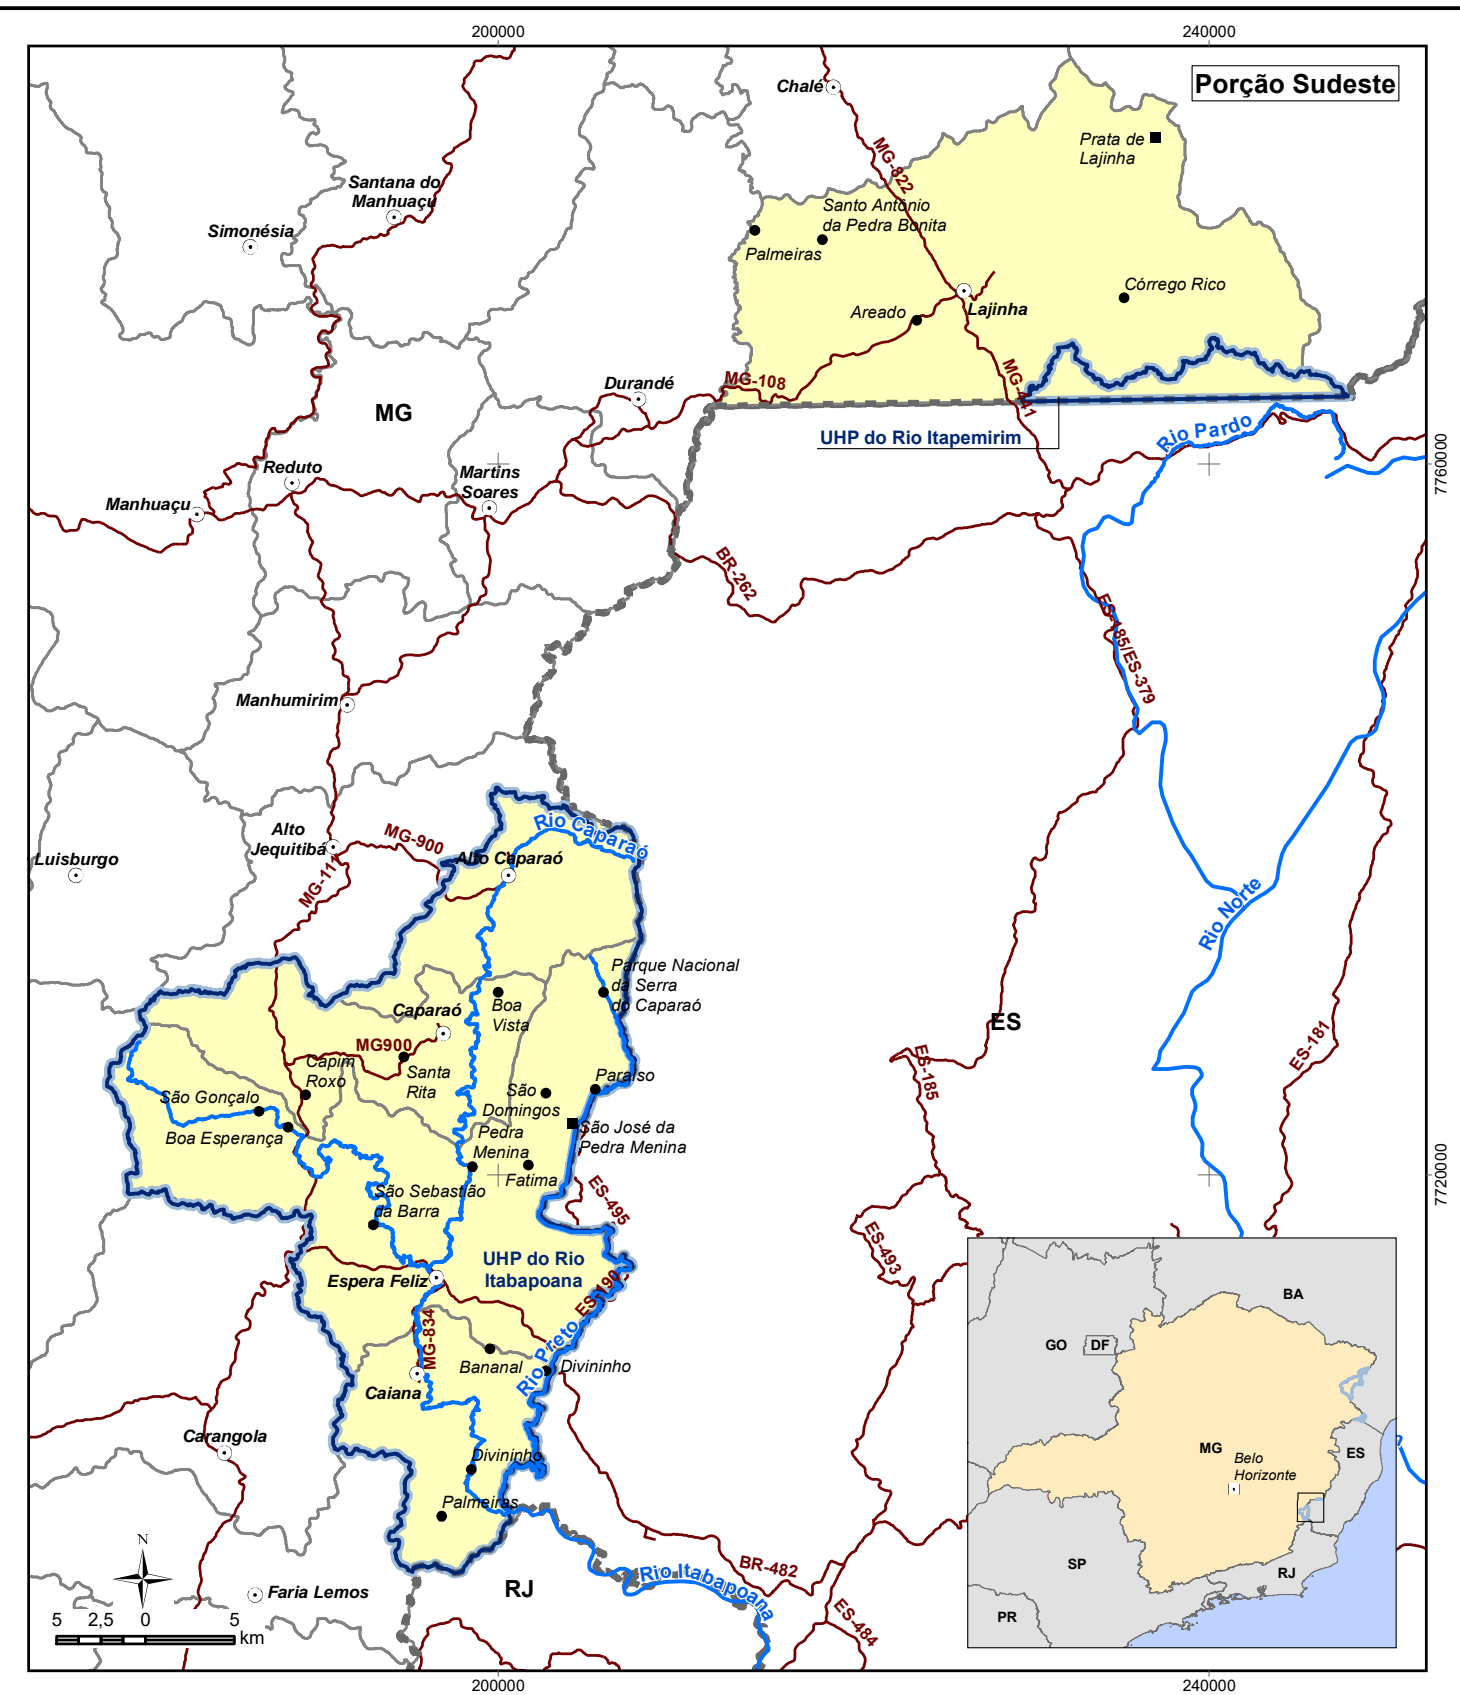 200000
240000
Porção Sudeste
Chalé
MG-822
Prata de
Lajinha
Santana do
Manhuaçu
Simonésia
Santo Antônio
da Pedra Bonita
Palmeiras
Córrego Rico
Lajinha
Areado
MG-441
MG-108
Durandé
MG
UHP do Rio Itapemirim
Rio Pardo
7760000
Reduto
Martins
Soares
Manhuaçu
BR-262
ES-185/ES-379
Manhumirim
Rio Caparaó
Alto
Jequitibá
MG-900
Alto Caparaó
Luisburgo
MG-111
Rio Norte
Parque Nacional
da Serra
do Caparaó
Boa
Vista
Caparaó
ES
MG900
ES-181
ES-185
Capim
Roxo
Santa
Rita
São Gonçalo
Boa Esperança
São
Domingos
Paraíso
São José da
Pedra Menina
Pedra
Menina
Fatima
7720000
São Sebastião
da Barra
ES-495
ES-493
UHP do Rio
Itabapoana
Espera Feliz
ES-190
MG-834
Rio Preto
Bananal
Divininho
Caiana
Carangola
Divininho
Palmeiras
BR-482
Rio Itabapoana
RJ
ES-484
Faria Lemos
N
5 2,5 0 5
km
BA
GO
DF
MG
Belo
Horizonte
ES
SP
RJ
PR
200000
240000